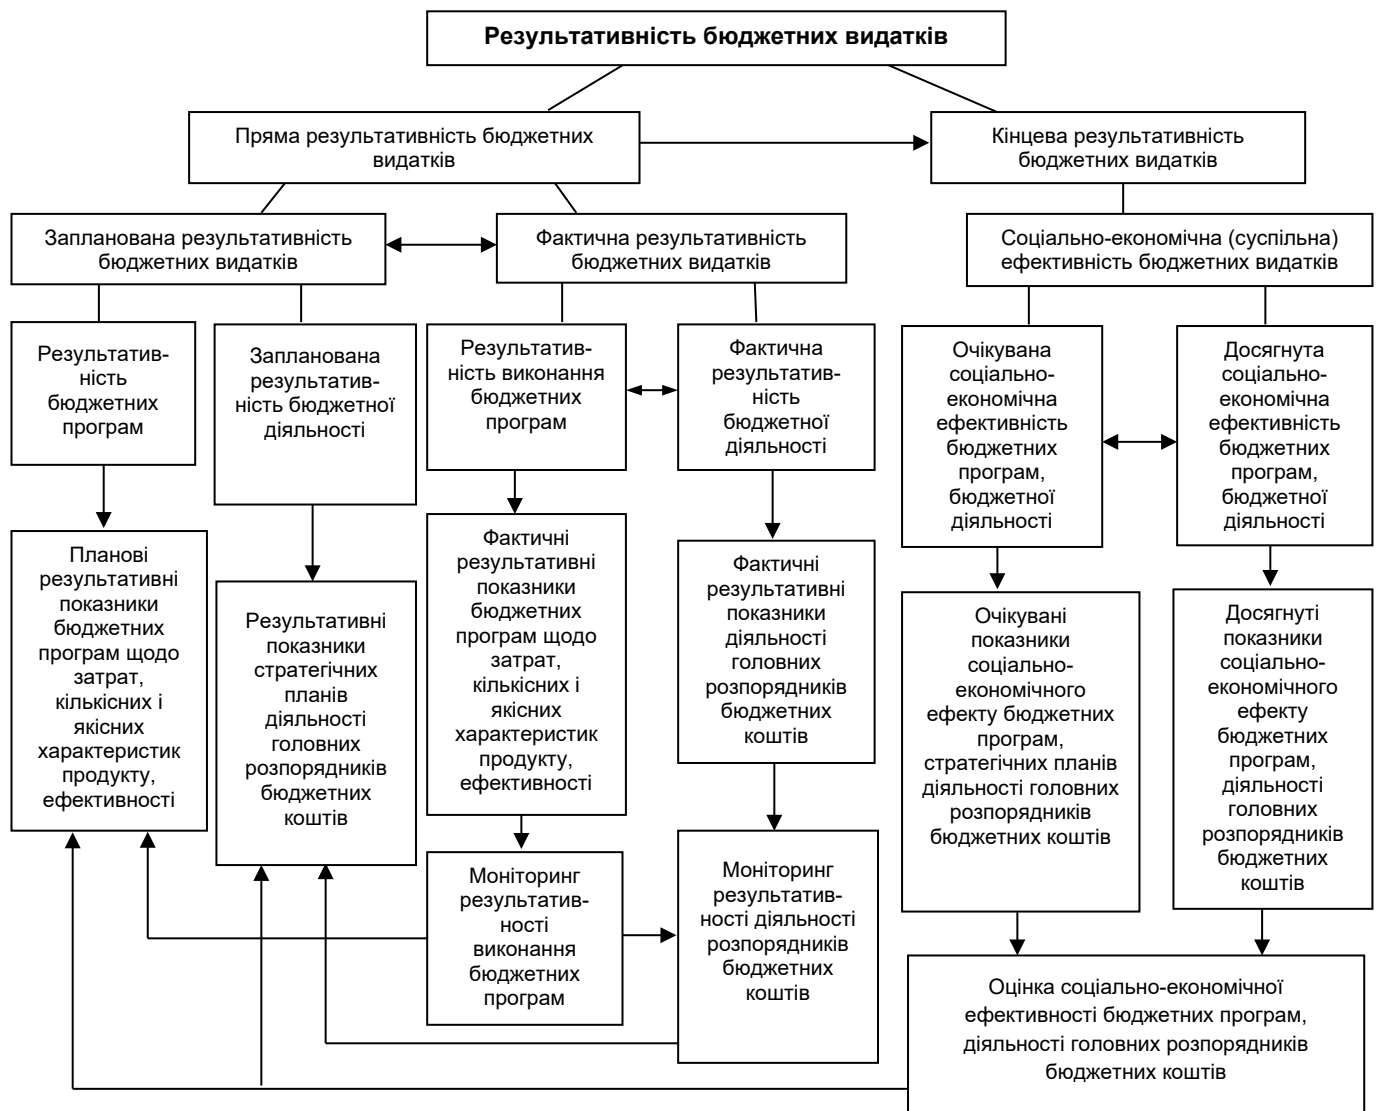 Результативність бюджетних видатків
Пряма результативність бюджетних
видатків
Кінцева результативність
бюджетних видатків
Запланована результативність
бюджетних видатків
Фактична результативність
бюджетних видатків
Соціально-економічна (суспільна)
ефективність бюджетних видатків
Результатив-
ність
бюджетних
програм
Запланована
результатив-
ність бюджетної
діяльності
Результатив-
ність виконання
бюджетних
програм
Фактична
результатив-
ність
бюджетної
діяльності
Очікувана
соціально-
економічна
ефективність
бюджетних
програм,
бюджетної
діяльності
Досягнута
соціально-
економічна
ефективність
бюджетних
програм,
бюджетної
діяльності
Планові
результативні
показники
бюджетних
програм щодо
затрат,
кількісних і
якісних
характеристик
продукту,
ефективності
Результативні
показники
стратегічних
планів
діяльності
головних
розпорядників
бюджетних
коштів
Фактичні
результативні
показники
бюджетних
програм щодо
затрат,
кількісних і
якісних
характеристик
продукту,
ефективності
Фактичні
результативні
показники
діяльності
головних
розпорядників
бюджетних
коштів
Очікувані
показники
соціально-
економічного
ефекту бюджетних
програм,
стратегічних планів
діяльності головних
розпорядників
бюджетних коштів
Досягнуті
показники
соціально-
економічного
ефекту
бюджетних
програм,
діяльності
головних
розпорядників
бюджетних
коштів
Моніторинг
результатив-
ності
виконання
бюджетних
програм
Моніторинг
результатив-
ності діяльності
розпорядників
бюджетних
коштів
Оцінка соціально-економічної
ефективності бюджетних програм,
діяльності головних розпорядників
бюджетних коштів